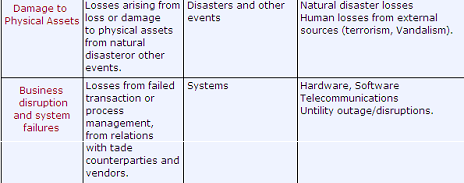 Damage to
Physical Assets
Losses arising from
loss or damage
to physical assets
from natural
disasteror other
events.
Disasters and other
events
Natural disaster losses
Human losses from external
sources (terrorism, Vandalism).
Business
disruption
and system
failures
Losses from failed
transaction or
process
management,
from relations
with tade
counterparties and
vendors.
Systems
Hardware, Software
Telecommunications
Untility outage/disruptions.